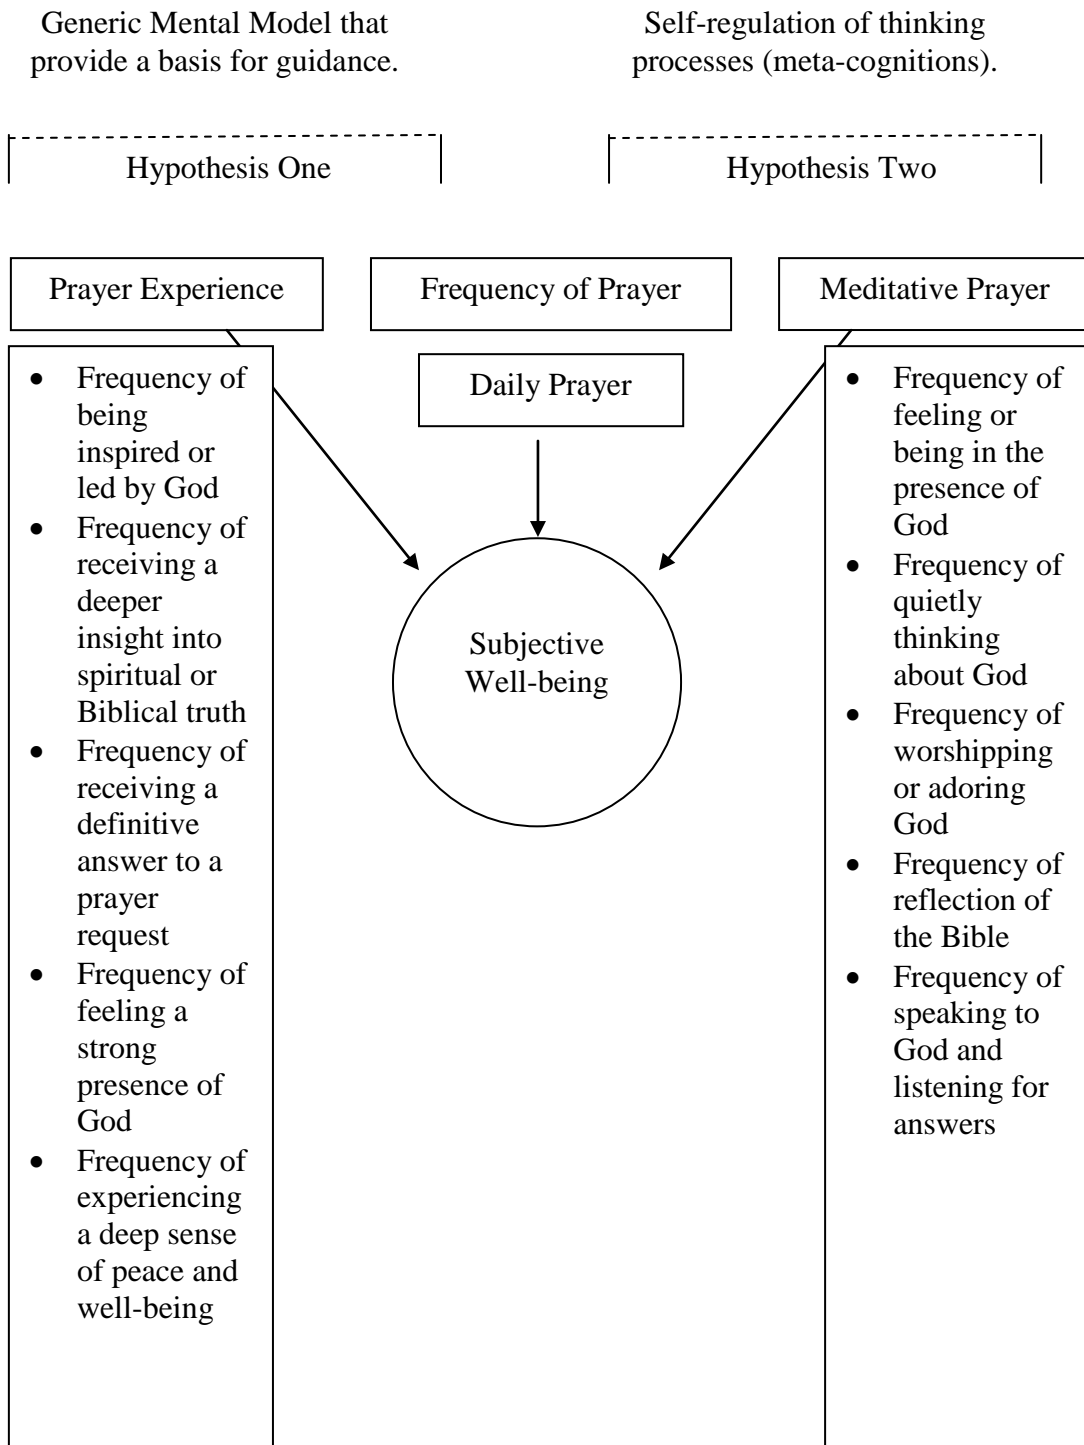 Generic Mental Model that
provide a basis for guidance.
Self-regulation of thinking
processes (meta-cognitions).
Hypothesis One
Hypothesis Two
Prayer Experience
Frequency of Prayer
Meditative Prayer
• Frequency of
being
inspired or
led by God
• Frequency of
receiving a
deeper
insight into
spiritual or
Biblical truth
• Frequency of
receiving a
definitive
answer to a
prayer
request
• Frequency of
feeling a
strong
presence of
God
• Frequency of
experiencing
a deep sense
of peace and
well-being
Daily Prayer
Subjective
Well-being
• Frequency of
feeling or
being in the
presence of
God
• Frequency of
quietly
thinking
about God
• Frequency of
worshipping
or adoring
God
• Frequency of
reflection of
the Bible
• Frequency of
speaking to
God and
listening for
answers